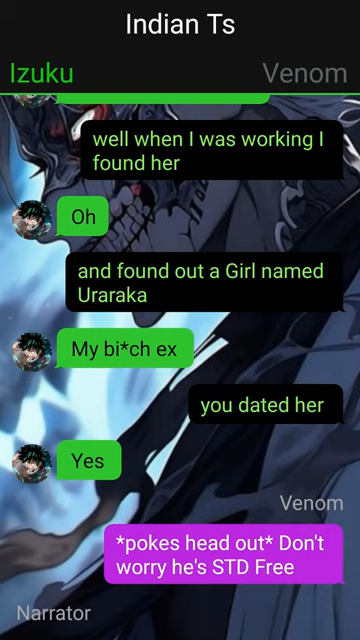 Indian Ts
Izuku
Venom
well when I was working I
found her
Oh
and found out a Girl named
Uraraka
My bi*ch ex
you dated her
Yes
Venom
*pokes head out* Don't
worry he's STD Free
Narrator